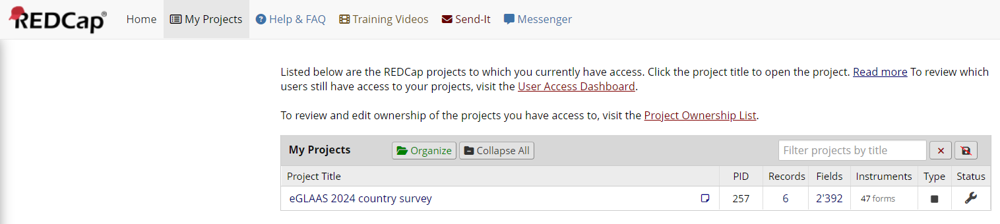 REDCap® Home My Projects Help & FAQ Training Videos Send-It Messenger
Listed below are the REDCap projects to which you currently have access. Click the project title to open the project. Read more To review which
users still have access to your projects, visit the User Access Dashboard.
To review and edit ownership of the projects you have access to, visit the Project Ownership List.
My Projects Organize Collapse All Filter projects by title
Project Title PID Records Fields Instruments Type Status
eGLAAS 2024 country survey 257 6 2'392 47 forms